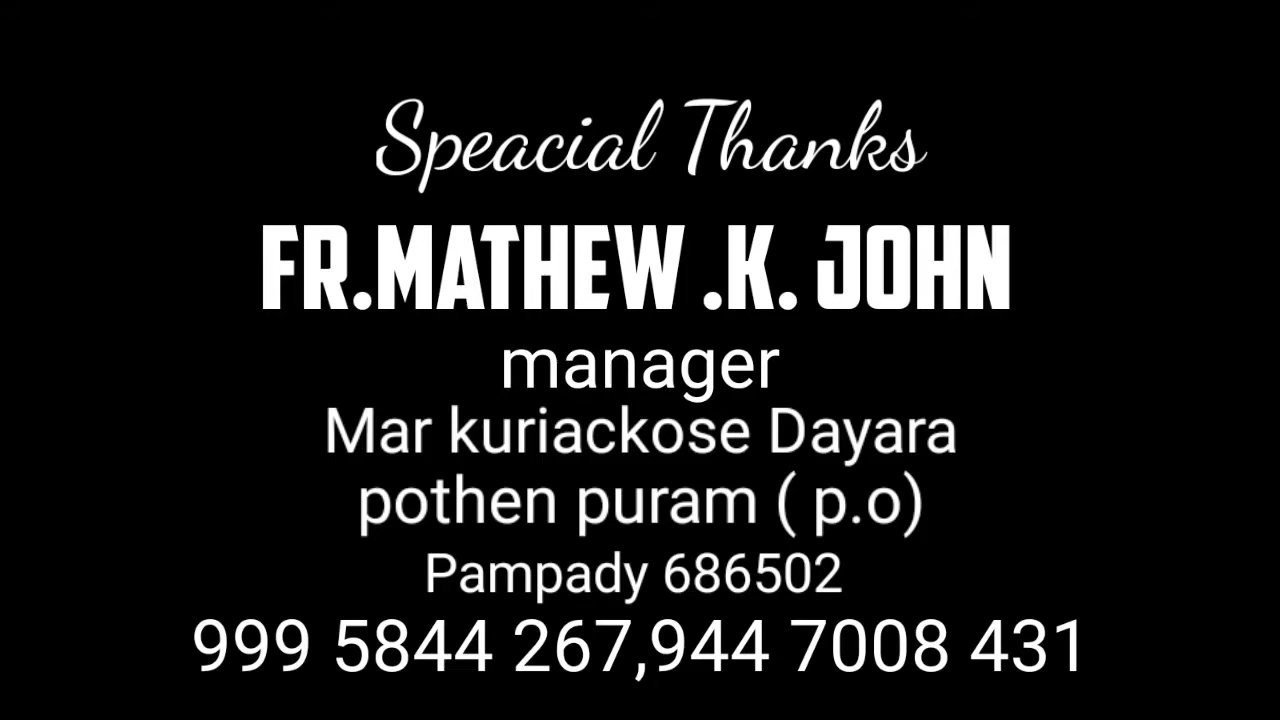 Speacial Thanks
FR.MATHEW .K. JOHN
manager
Mar kuriackose Dayara
pothen puram ( p.o)
Pampady 686502
999 5844 267,944 7008 431